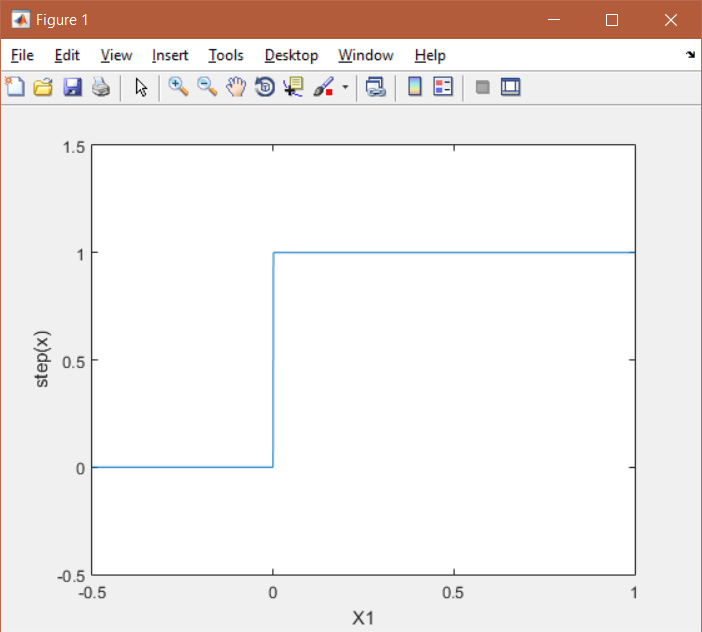 Figure 1
File Edit View Insert Tools Desktop Window Help
1.5
1
0.5
0
-0.5
step(x)
-0.5 0 0.5 1
X1